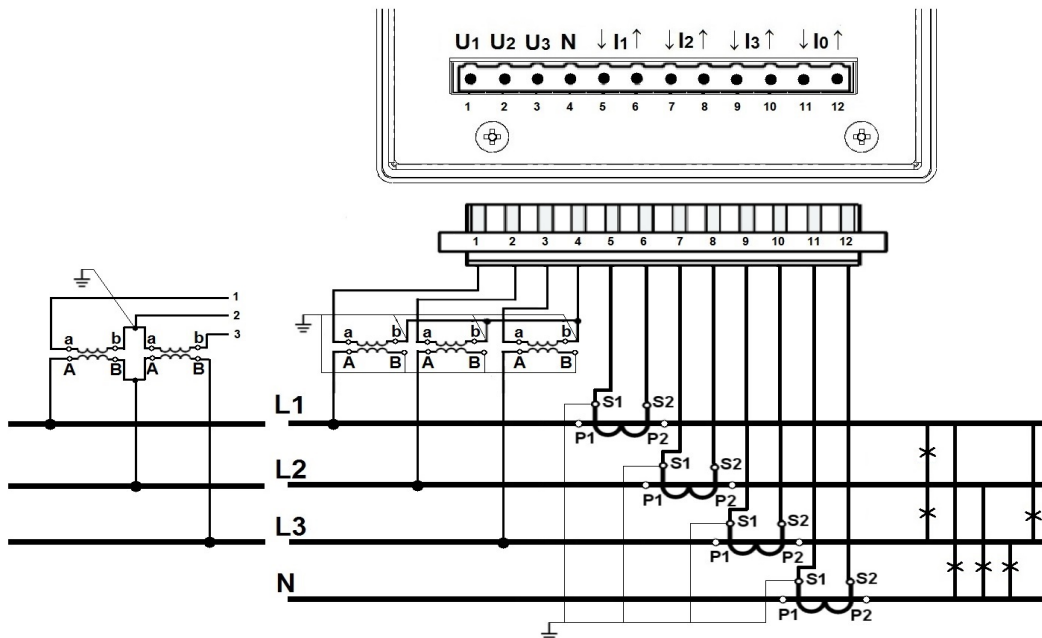 U1 U2 U3 N ↓ I1 ↑ ↓ I2 ↑ ↓ I3 ↑ ↓ I0 ↑
1 2 3 4 5 6 7 8 9 10 11 12
1 2 3 4 5 6 7 8 9 10 11 12
1
2
3
a b a b
A B A B
a b a b a b
A B A B A B
S1 S2
L1
P1 P2
S1 S2
L2
P1 P2
S1 S2
L3
P1 P2
S1 S2
N
P1 P2